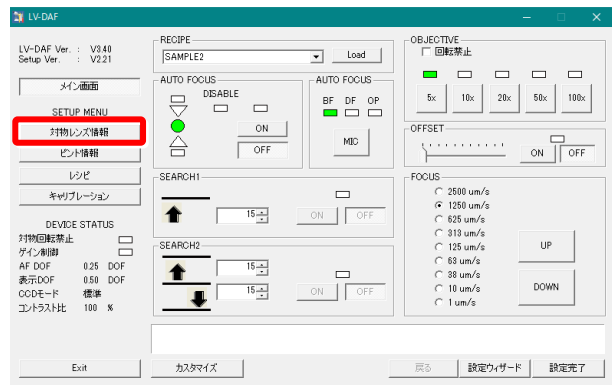 LV-DAF
LV-DAF Ver. : V3.40
Setup Ver. : V2.21
メイン画面
SETUP MENU
対物レンズ情報
ピント情報
レシピ
キャリブレーション
DEVICE STATUS
対物回転禁止
ゲイン制御
AF DOF 0.25 DOF
表示DOF 0.50 DOF
CCDモード 標準
コントラスト比 100 %
Exit
RECIPE
SAMPLE2
Load
AUTO FOCUS
DISABLE
ON
OFF
AUTO FOCUS
BF DF OP
MIC
SEARCH1
15
ON OFF
SEARCH2
15
15
ON OFF
OBJECTIVE
回転禁止
5x 10x 20x 50x 100x
OFFSET
ON OFF
FOCUS
2500 um/s
1250 um/s
625 um/s
313 um/s
125 um/s
63 um/s
38 um/s
10 um/s
1 um/s
UP
DOWN
カスタマイズ
戻る
設定ウィザード
設定完了